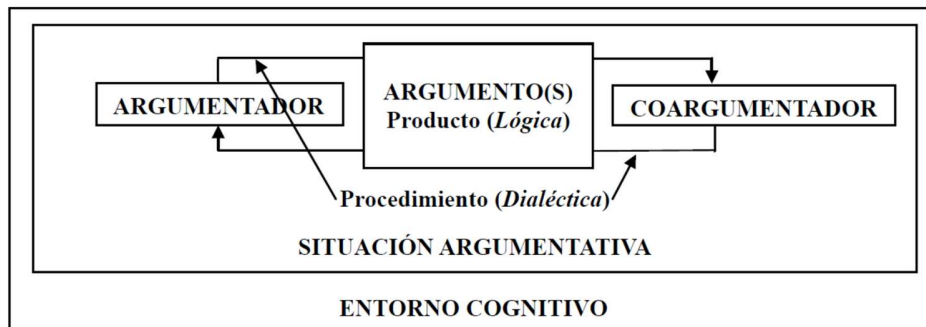 ARGUMENTADOR
ARGUMENTO(S)
Producto (Lógica)
COARGUMENTADOR
Procedimiento (Dialéctica)
SITUACIÓN ARGUMENTATIVA
ENTORNO COGNITIVO